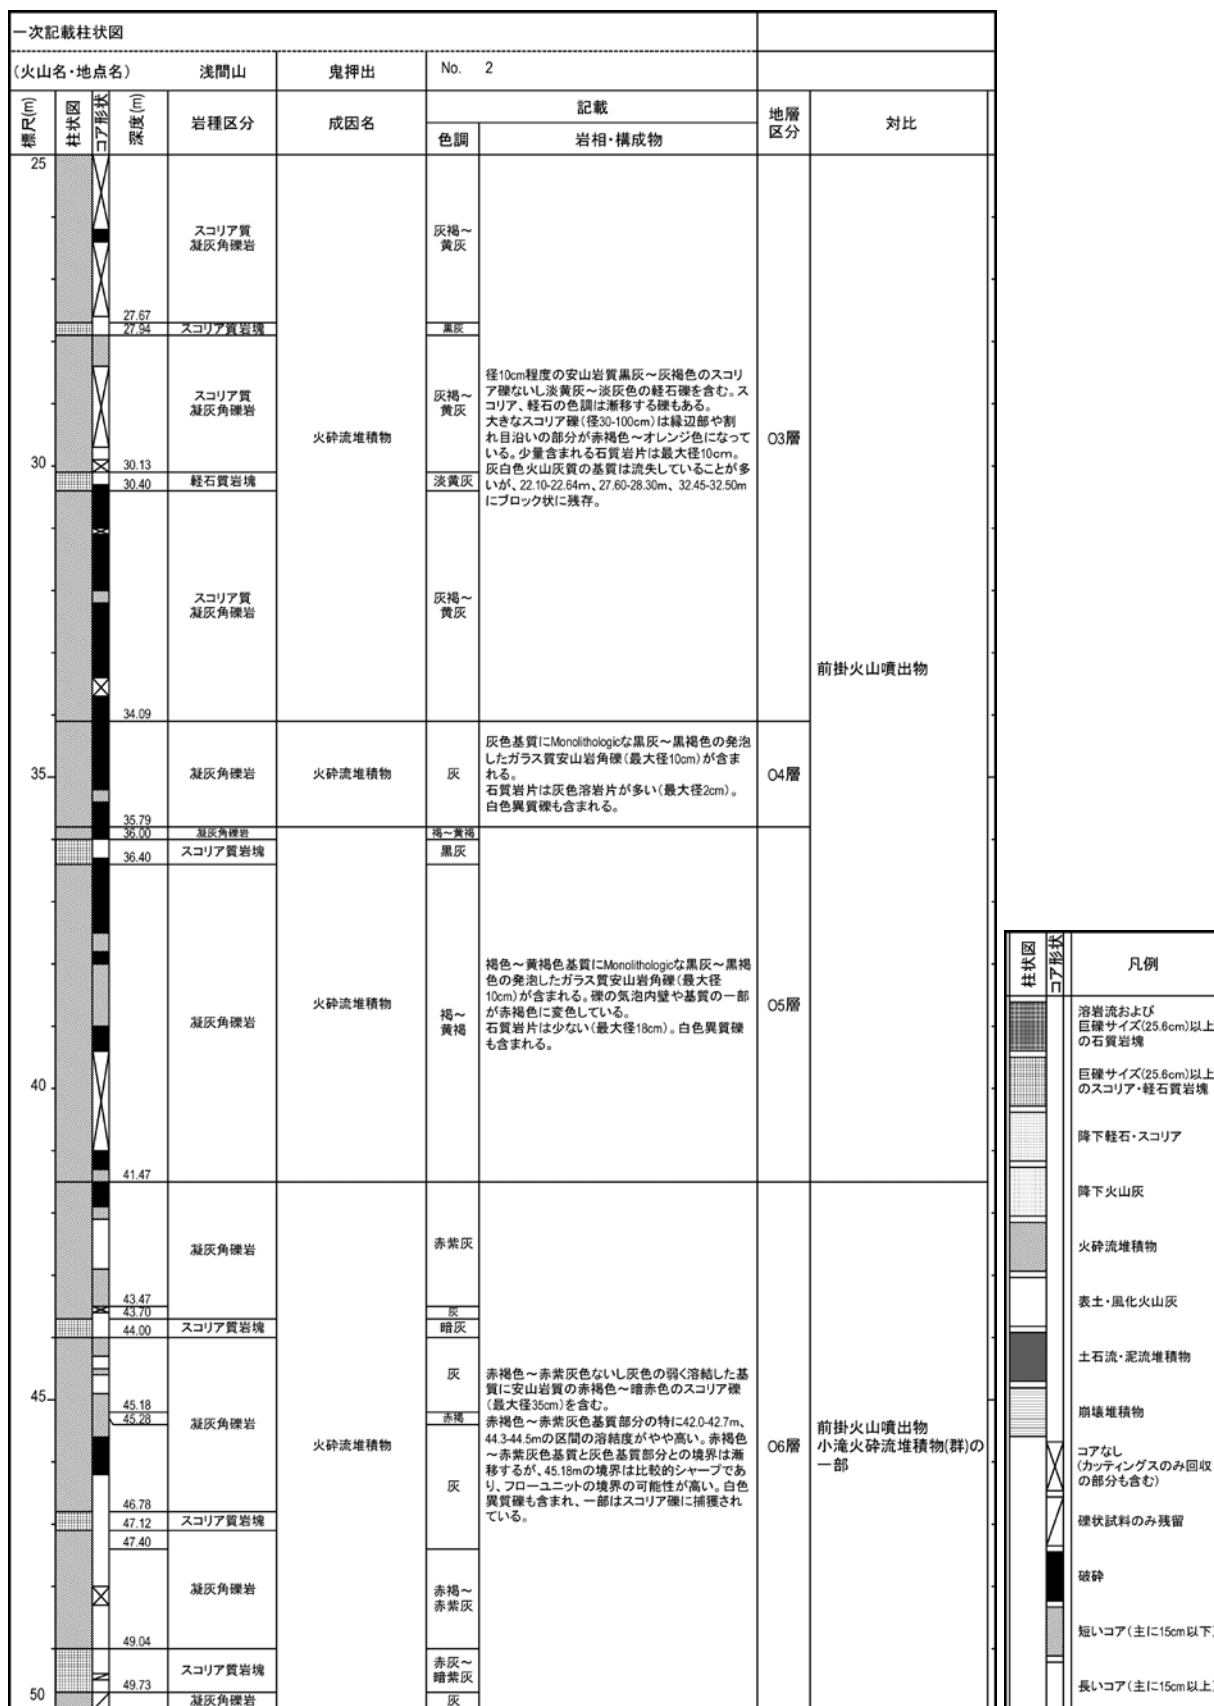 一次記載柱状図
(火山名・地点名) 浅間山 鬼押出 No. 2
標尺(m) 柱状図 コア形状 深度(m) 岩種区分 成因名 記載 地層区分 対比
色調 岩相・構成物
25
スコリア質
凝灰角礫岩
灰褐～
黄灰
27.67
27.94 スコリア質岩塊 黒灰
スコリア質
凝灰角礫岩
灰褐～
黄灰
火砕流堆積物
径10cm程度の安山岩質黒灰～灰褐色のスコリ
ア礫ないし淡黄灰～淡灰色の軽石礫を含む。ス
コリア、軽石の色調は漸移する礫もある。
大きなスコリア礫(径30-100cm)は縁辺部や割
れ目沿いの部分が赤褐色～オレンジ色になって
いる。少量含まれる石質岩片は最大径10cm。
灰白色火山灰質の基質は流失していることが多
いが、22.10-22.64m、27.60-28.30m、32.45-32.50m
にブロック状に残存。
O3層
30
30.13
30.40 軽石質岩塊 淡黄灰
スコリア質
凝灰角礫岩
灰褐～
黄灰
前掛火山噴出物
34.09
35
凝灰角礫岩 火砕流堆積物 灰
灰色基質にMonolithologicな黒灰～黒褐色の発泡
したガラス質安山岩角礫(最大径10cm)が含ま
れる。
石質岩片は灰色溶岩片が多い(最大径2cm)。
白色異質礫も含まれる。
O4層
35.79
36.00 凝灰角礫岩 褐～黄褐
36.40 スコリア質岩塊 黒灰
凝灰角礫岩 火砕流堆積物
褐～
黄褐
褐色～黄褐色基質にMonolithologicな黒灰～黒褐
色の発泡したガラス質安山岩角礫(最大径
10cm)が含まれる。礫の気泡内壁や基質の一部
が赤褐色に変色している。
石質岩片は少ない(最大径18cm)。白色異質礫
も含まれる。
O5層
40
41.47
凝灰角礫岩 赤紫灰
43.47
43.70 灰
44.00 スコリア質岩塊 暗灰
灰
45
45.18
45.28 赤褐
凝灰角礫岩 火砕流堆積物
灰
赤褐色～赤紫灰色ないし灰色の弱く溶結した基
質に安山岩質の赤褐色～暗赤色のスコリア礫
(最大径35cm)を含む。
赤褐色～赤紫灰色基質部分の特に42.0-42.7m、
44.3-44.5mの区間の溶結度がやや高い。赤褐色
～赤紫灰色基質と灰色基質部分との境界は漸
移するが、45.18mの境界は比較的シャープであ
り、フローユニットの境界の可能性が高い。白色
異質礫も含まれ、一部はスコリア礫に捕獲され
ている。
O6層
前掛火山噴出物
小滝火砕流堆積物(群)の
一部
46.78
47.12 スコリア質岩塊
47.40
凝灰角礫岩
赤褐～
赤紫灰
49.04
スコリア質岩塊
赤灰～
暗紫灰
49.73
50
凝灰角礫岩 灰
柱状図 コア形状 凡例
溶岩流および
巨礫サイズ(25.6cm)以上
の石質岩塊
巨礫サイズ(25.6cm)以上
のスコリア・軽石質岩塊
降下軽石・スコリア
降下火山灰
火砕流堆積物
表土・風化火山灰
土石流・泥流堆積物
崩壊堆積物
コアなし
(カッティングスのみ回収
の部分も含む)
礫状試料のみ残留
破砕
短いコア(主に15cm以下)
長いコア(主に15cm以上)